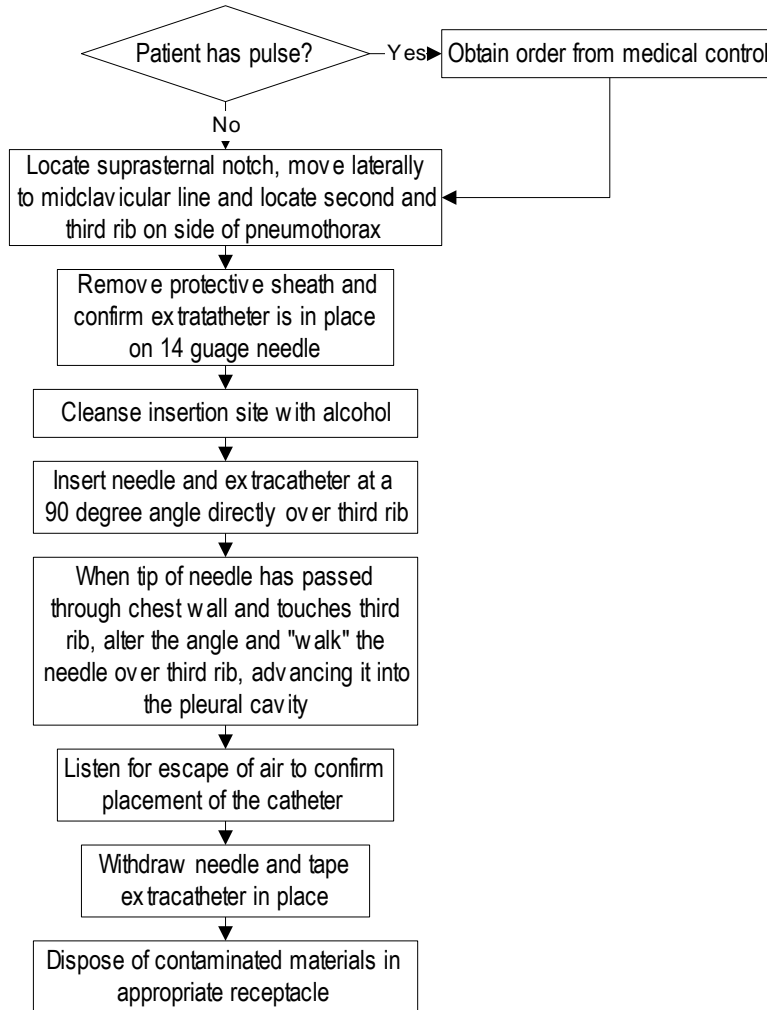 Patient has pulse?
Yes
Obtain order from medical control
No
Locate suprasternal notch, move laterally
to midclavicular line and locate second and
third rib on side of pneumothorax
Remove protective sheath and
confirm extratatheter is in place
on 14 guage needle
Cleanse insertion site with alcohol
Insert needle and extracatheter at a
90 degree angle directly over third rib
When tip of needle has passed
through chest wall and touches third
rib, alter the angle and "walk" the
needle over third rib, advancing it into
the pleural cavity
Listen for escape of air to confirm
placement of the catheter
Withdraw needle and tape
extracatheter in place
Dispose of contaminated materials in
appropriate receptacle